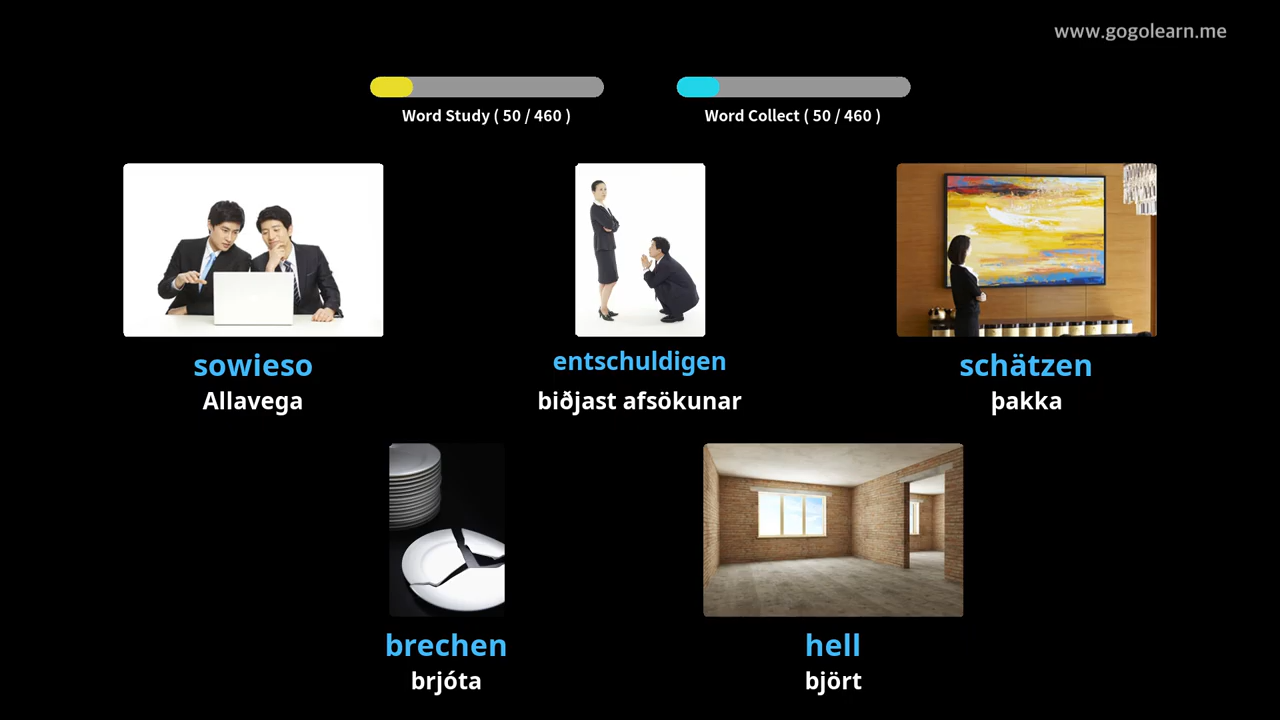 www.gogolearn.me
Word Study ( 50 / 460 )
Word Collect ( 50 / 460 )
sowieso
Allavega
entschuldigen
biðjast afsökunar
schätzen
þakka
brechen
brjóta
hell
björt